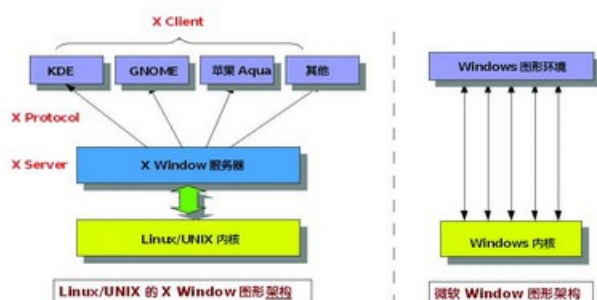 X Client
KDE
GNOME
苹果 Aqua
其他
X Protocol
X Server
X Window 服务器
Linux/UNIX 内核
Linux/UNIX 的 X Window 图形架构
Windows 图形环境
Windows 内核
微软 Window 图形架构